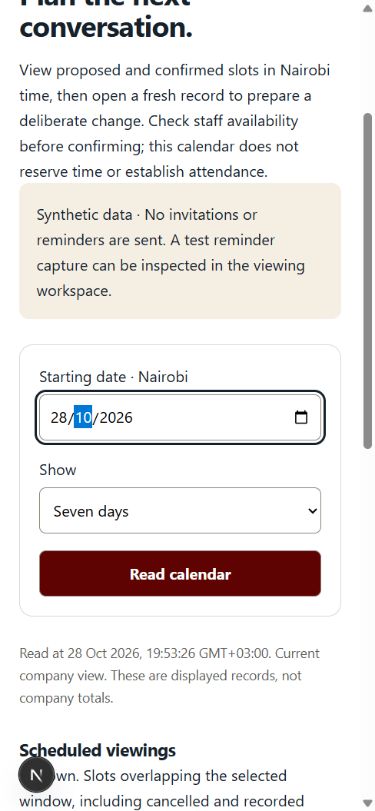 Plan the next
conversation.
View proposed and confirmed slots in Nairobi
time, then open a fresh record to prepare a
deliberate change. Check staff availability
before confirming; this calendar does not
reserve time or establish attendance.
Synthetic data · No invitations or
reminders are sent. A test reminder
capture can be inspected in the viewing
workspace.
Starting date · Nairobi
28/10/2026
Show
Seven days
Read calendar
Read at 28 Oct 2026, 19:53:26 GMT+03:00. Current
company view. These are displayed records, not
company totals.
Scheduled viewings
N
Slots overlapping the selected
window, including cancelled and recorded